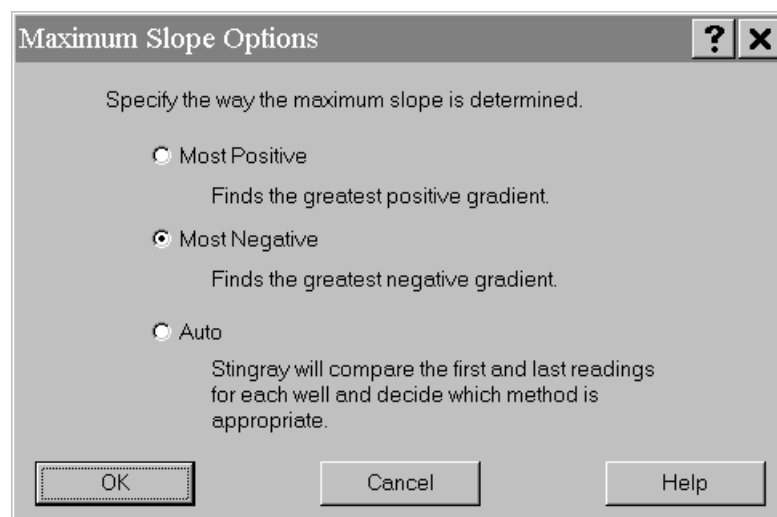 Maximum Slope Options
Specify the way the maximum slope is determined.
Most Positive
Finds the greatest positive gradient.
Most Negative
Finds the greatest negative gradient.
Auto
Stingray will compare the first and last readings
for each well and decide which method is
appropriate.
OK Cancel Help